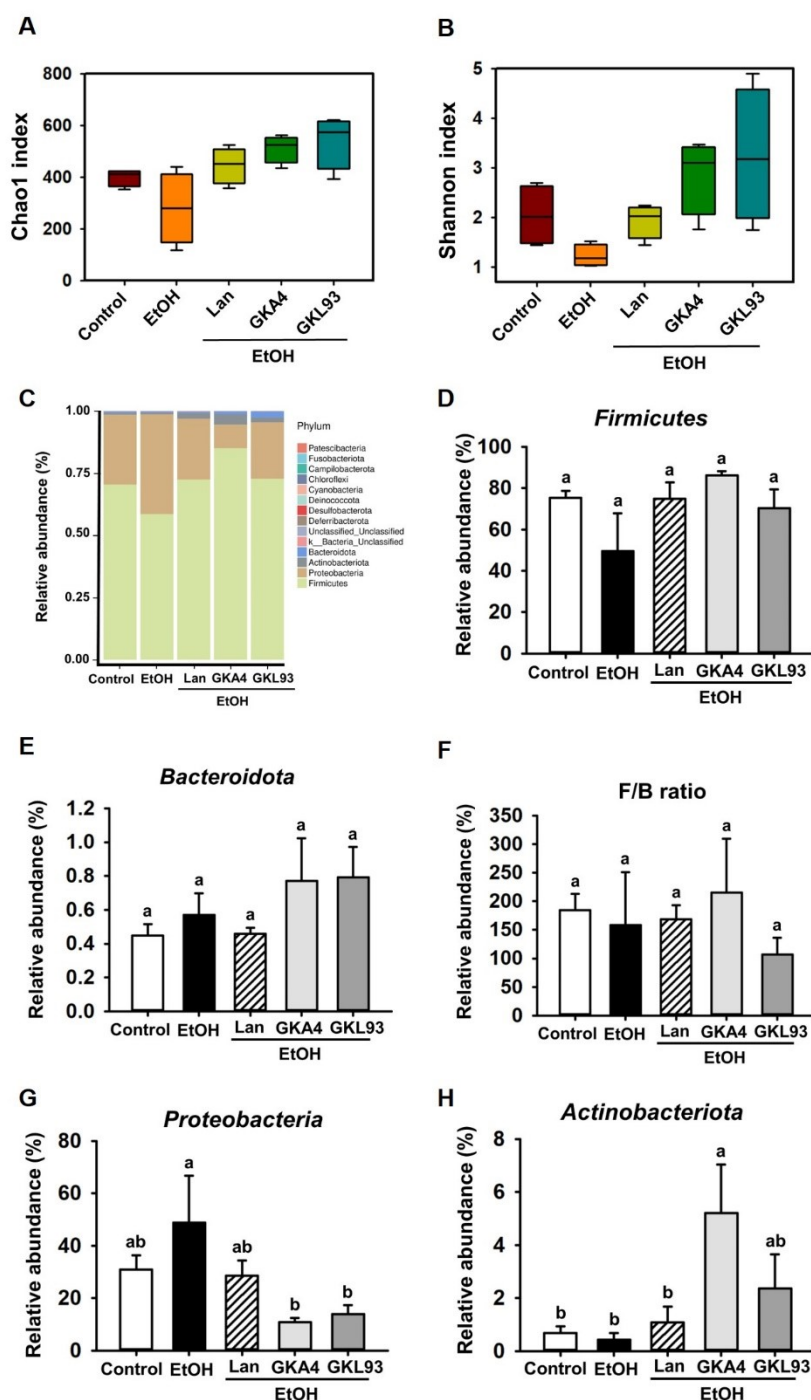 A
Chao1 index
800
600
400
200
0
Control
EtOH
Lan
GKA4
GKL93
EtOH
B
Shannon index
5
4
3
2
1
Control
EtOH
Lan
GKA4
GKL93
EtOH
C
Relative abundance (%)
1.00
0.75
0.50
0.25
0.00
Control EtOH Lan GKA4 GKL93
EtOH
Phylum
Patescibacteria
Fusobacteriota
Campilobacterota
Chloroflexi
Cyanobacteria
Deinococcota
Desulfobacterota
Deferribacterota
Unclassified_Unclassified
k__Bacteria_Unclassified
Bacteroidota
Actinobacteriota
Proteobacteria
Firmicutes
D
Firmicutes
Relative abundance (%)
100
80
60
40
20
0
a a a a a
Control EtOH Lan GKA4 GKL93
EtOH
E
Bacteroidota
Relative abundance (%)
1.2
1.0
0.8
0.6
0.4
0.2
0.0
a a a a a
Control EtOH Lan GKA4 GKL93
EtOH
F
F/B ratio
Relative abundance (%)
350
300
250
200
150
100
50
0
a a a a a
Control EtOH Lan GKA4 GKL93
EtOH
G
Proteobacteria
Relative abundance (%)
80
60
40
20
0
ab a ab b b
Control EtOH Lan GKA4 GKL93
EtOH
H
Actinobacteriota
Relative abundance (%)
8
6
4
2
0
b b b a ab
Control EtOH Lan GKA4 GKL93
EtOH